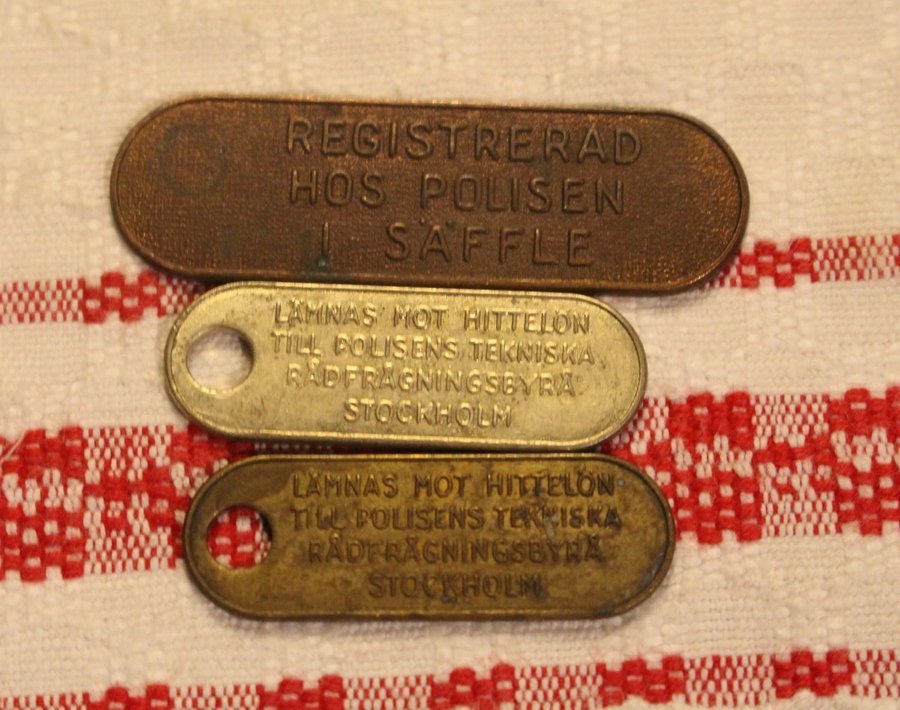 REGISTRERAD
HOS POLISEN
I SÄFFLE
LÄMNAS MOT HITTELÖN
TILL POLISENS TEKNISKA
RÅDFRÅGNINGSBYRÅ
STOCKHOLM
LÄMNAS MOT HITTELÖN
TILL POLISENS TEKNISKA
RÅDFRÅGNINGSBYRÅ
STOCKHOLM